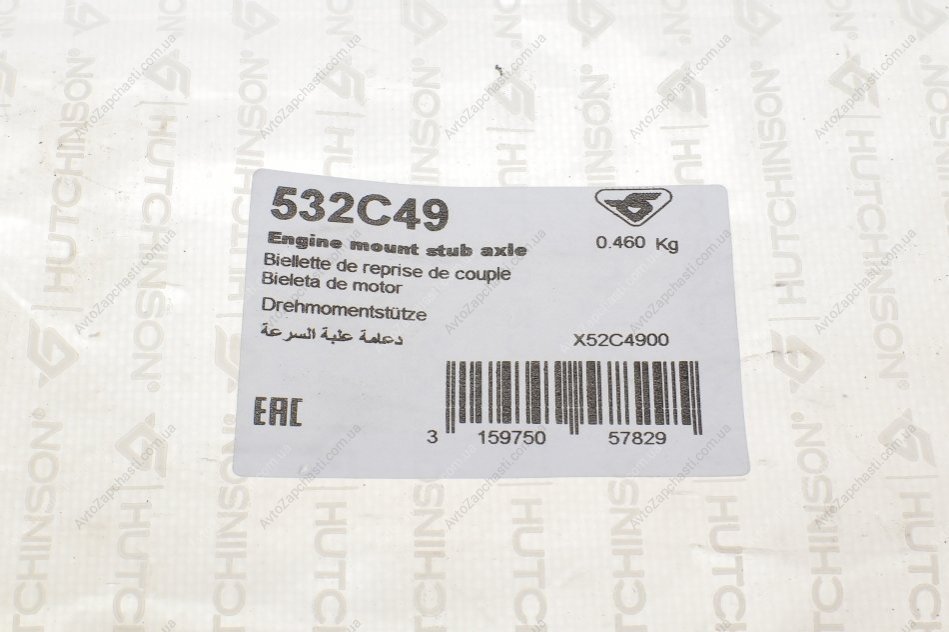 532C49
Engine mount stub axle
Biellette de reprise de couple
Bieleta de motor
Drehmomentstütze
دعامة علبة السرعة
0.460 Kg
X52C4900
EAC
3 159750 57829
HUTCHINSON®
AvtoZapchasti.com.ua